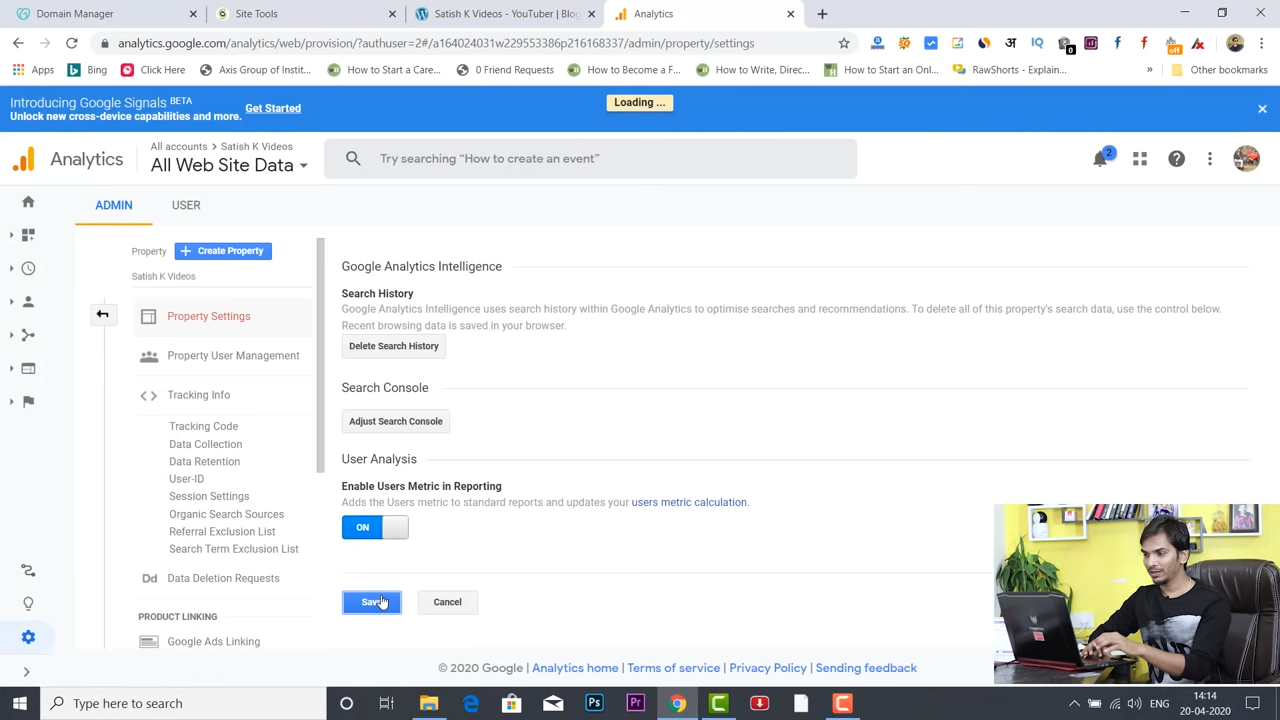 Domain Manager
Site Tools
Satish K Videos - YouTuber | Blog
Analytics
analytics.google.com/analytics/web/provision/?authuser=2#/a164024031w229553386p216168337/admin/property/settings
Apps
Bing
Click Here
Axis Group of Instit...
How to Start a Care...
0 Friend Requests
How to Become a F...
How to Write, Direc...
How to Start an Onl...
RawShorts - Explain...
»
Other bookmarks
Introducing Google Signals BETA
Unlock new cross-device capabilities and more.
Get Started
Loading ...
Analytics
All accounts > Satish K Videos
All Web Site Data
Try searching “How to create an event”
2
ADMIN
USER
Property
+ Create Property
Satish K Videos
Property Settings
Property User Management
Tracking Info
Tracking Code
Data Collection
Data Retention
User-ID
Session Settings
Organic Search Sources
Referral Exclusion List
Search Term Exclusion List
Dd Data Deletion Requests
PRODUCT LINKING
Google Ads Linking
Google Analytics Intelligence
Search History
Google Analytics Intelligence uses search history within Google Analytics to optimise searches and recommendations. To delete all of this property's search data, use the control below.
Recent browsing data is saved in your browser.
Delete Search History
Search Console
Adjust Search Console
User Analysis
Enable Users Metric in Reporting
Adds the Users metric to standard reports and updates your users metric calculation.
ON
Save
Cancel
© 2020 Google | Analytics home | Terms of service | Privacy Policy | Sending feedback
Type here to search
ENG
14:14
20-04-2020